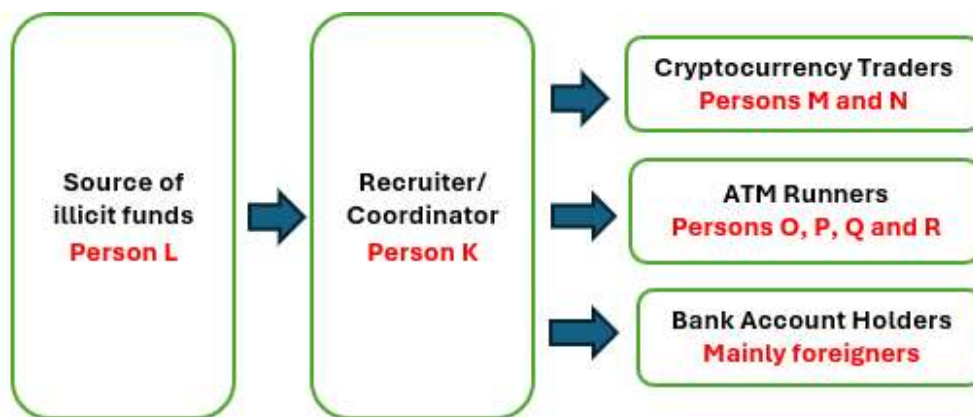 Source of
illicit funds
Person L
Recruiter/
Coordinator
Person K
Cryptocurrency Traders
Persons M and N
ATM Runners
Persons O, P, Q and R
Bank Account Holders
Mainly foreigners